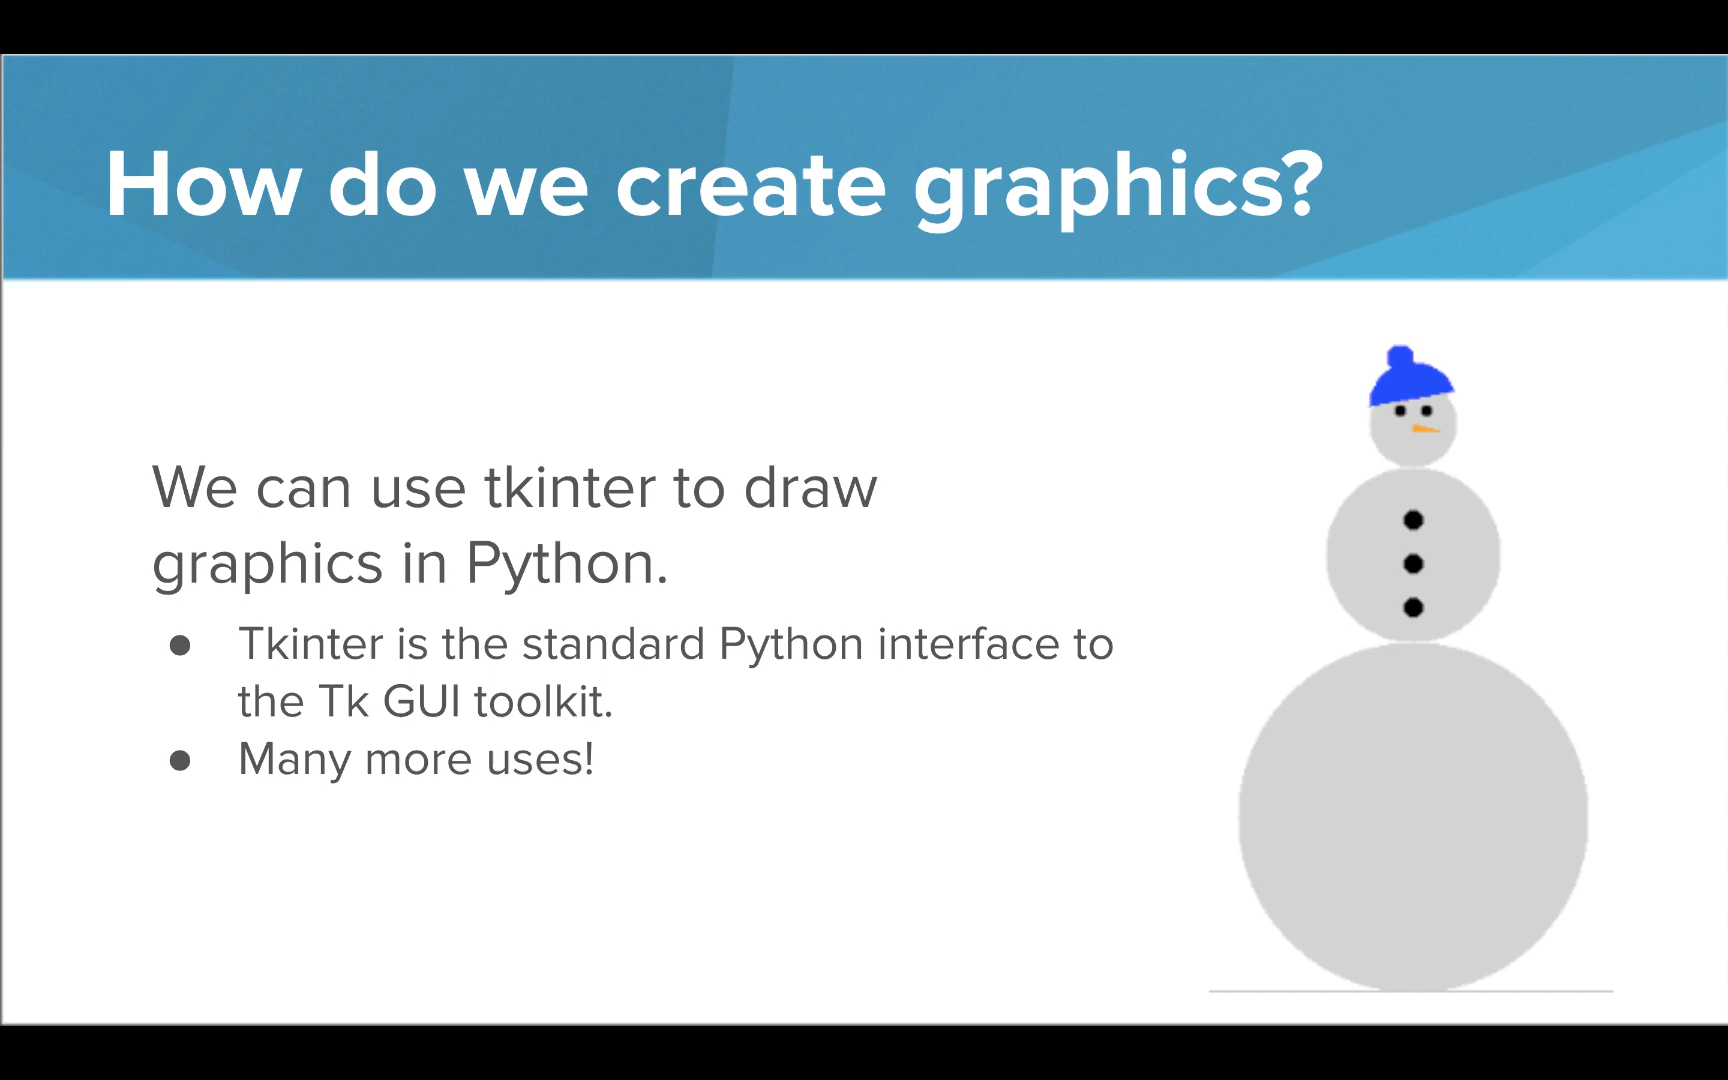 How do we create graphics?
We can use tkinter to draw
graphics in Python.
● Tkinter is the standard Python interface to
the Tk GUI toolkit.
● Many more uses!